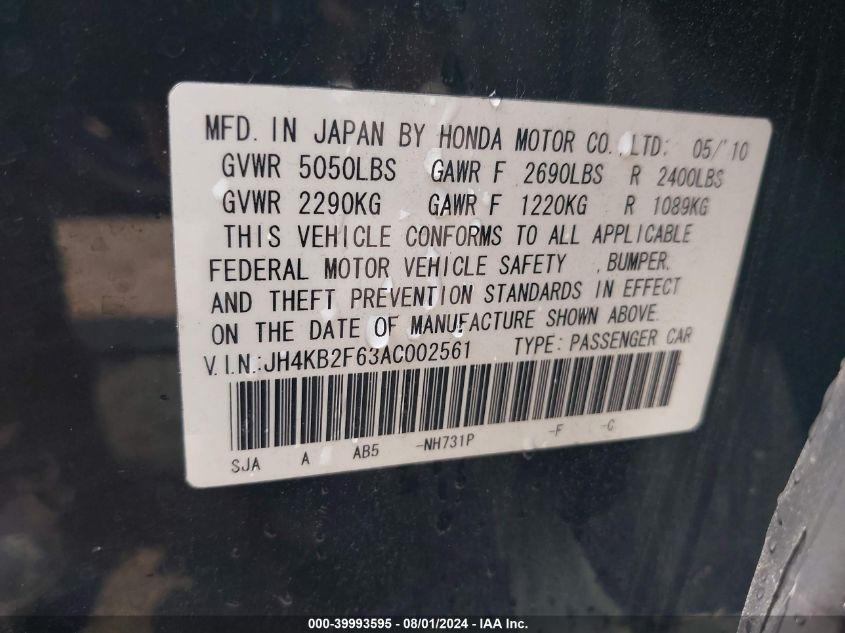 MFD. IN JAPAN BY HONDA MOTOR CO., LTD: 05/'10
GVWR 5050LBS GAWR F 2690LBS R 2400LBS
GVWR 2290KG GAWR F 1220KG R 1089KG
THIS VEHICLE CONFORMS TO ALL APPLICABLE
FEDERAL MOTOR VEHICLE SAFETY , BUMPER,
AND THEFT PREVENTION STANDARDS IN EFFECT
ON THE DATE OF MANUFACTURE SHOWN ABOVE.
V.I.N.:JH4KB2F63AC002561 TYPE: PASSENGER CAR
SJA A AB5 -NH731P -F -C
000-39993595 - 08/01/2024 - IAAI.com